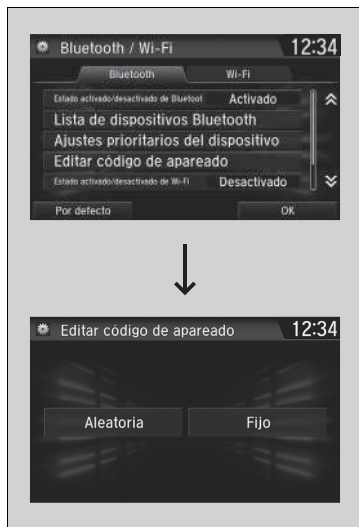 Bluetooth / Wi-Fi 12:34
Bluetooth Wi-Fi
Estado activado/desactivado de Bluetoot Activado
Lista de dispositivos Bluetooth
Ajustes prioritarios del dispositivo
Editar código de apareado
Estado activado/desactivado de Wi-Fi Desactivado
Por defecto OK
Editar código de apareado 12:34
Aleatoria Fijo